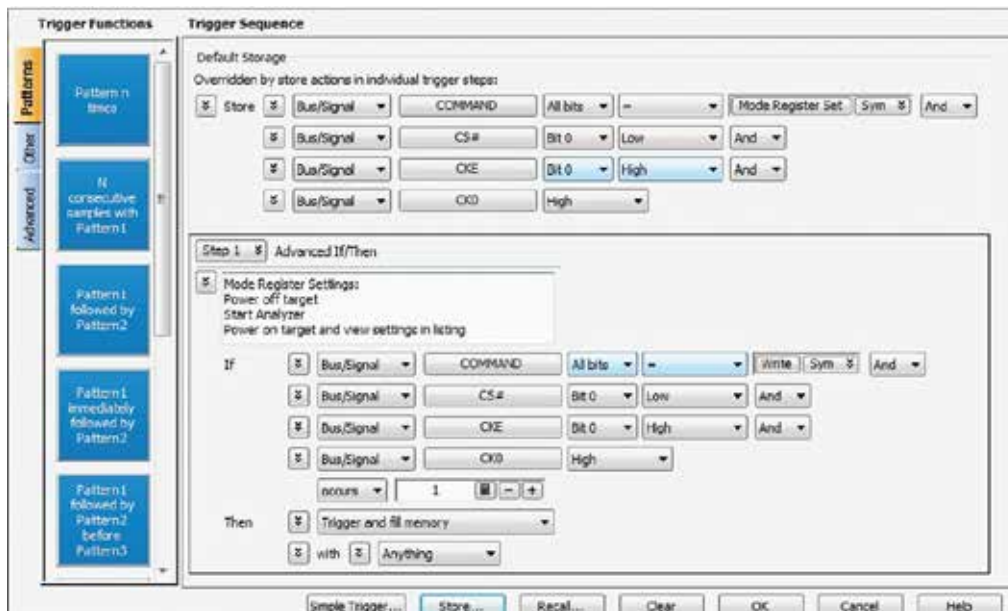 Trigger Functions
Trigger Sequence
Patterns
Other
Advanced
Pattern n
times
N
consecutive
samples with
Pattern1
Pattern1
followed by
Pattern2
Pattern1
immediately
followed by
Pattern2
Pattern1
followed by
Pattern2
before
Pattern3
Default Storage
Overridden by store actions in individual trigger steps:
Store Bus/Signal COMMAND All bits = Mode Register Set Sym And
Bus/Signal CS# Bit 0 Low And
Bus/Signal CKE Bit 0 High And
Bus/Signal CK0 High
Step 1 Advanced If/Then
Mode Register Settings:
Power off target
Start Analyzer
Power on target and view settings in listing
If Bus/Signal COMMAND All bits = Write Sym And
Bus/Signal CS# Bit 0 Low And
Bus/Signal CKE Bit 0 High And
Bus/Signal CK0 High
occurs 1 - +
Then Trigger and fill memory
with Anything
Simple Trigger... Store... Recall... Clear OK Cancel Help